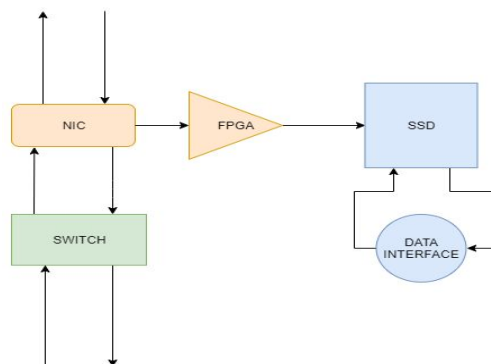 NIC
FPGA
SSD
SWITCH
DATA
INTERFACE